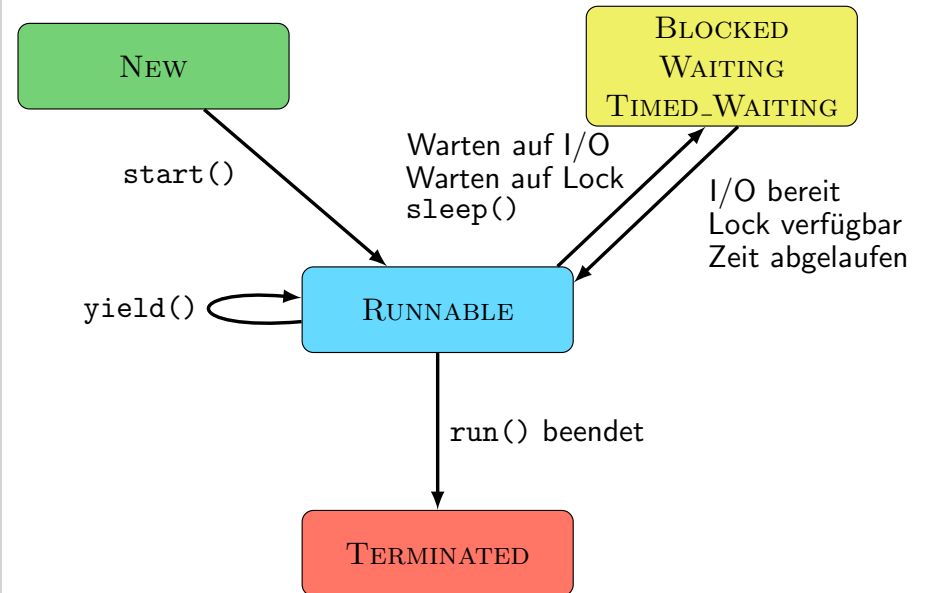 New
Blocked
Waiting
Timed_Waiting
start()
Warten auf I/O
Warten auf Lock
sleep()
I/O bereit
Lock verfügbar
Zeit abgelaufen
yield()
Runnable
run() beendet
Terminated